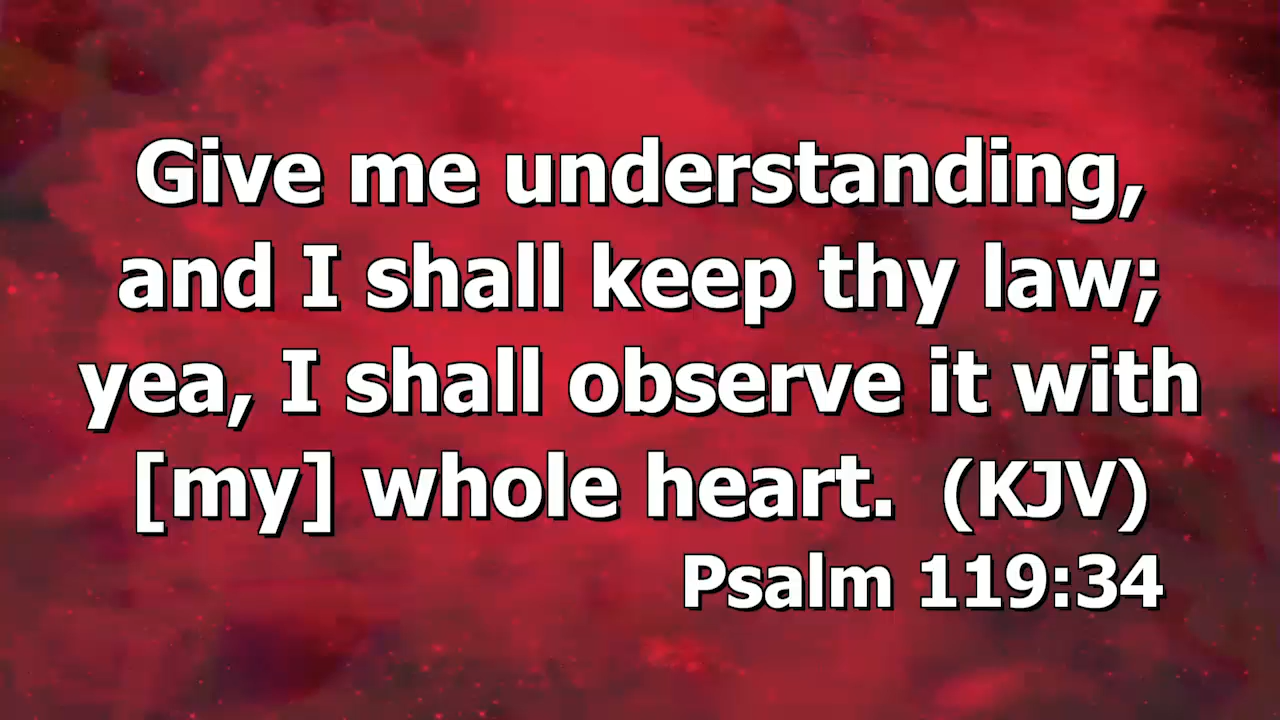 Give me understanding,
and I shall keep thy law;
yea, I shall observe it with
[my] whole heart.  (KJV)
Psalm 119:34